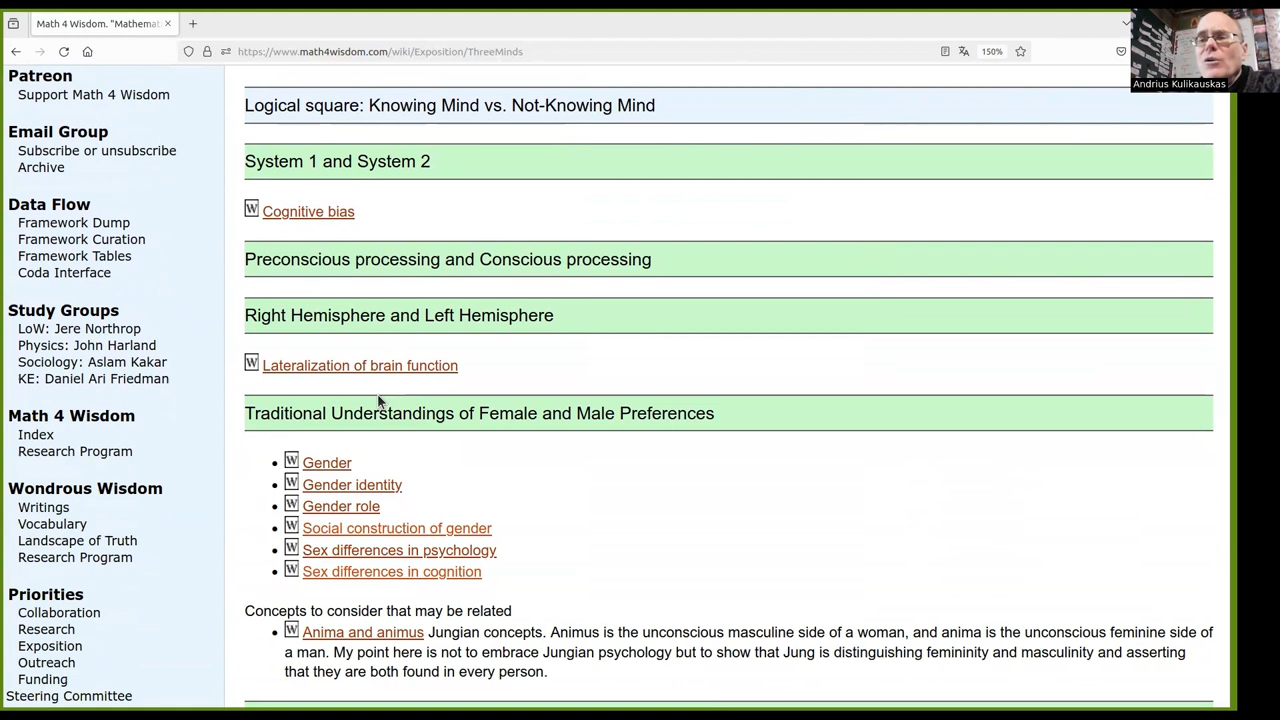 Math 4 Wisdom. "Mathemat
https://www.math4wisdom.com/wiki/Exposition/ThreeMinds
150%
Andrius Kulikauskas
Patreon
Support Math 4 Wisdom
Email Group
Subscribe or unsubscribe
Archive
Data Flow
Framework Dump
Framework Curation
Framework Tables
Coda Interface
Study Groups
LoW: Jere Northrop
Physics: John Harland
Sociology: Aslam Kakar
KE: Daniel Ari Friedman
Math 4 Wisdom
Index
Research Program
Wondrous Wisdom
Writings
Vocabulary
Landscape of Truth
Research Program
Priorities
Collaboration
Research
Exposition
Outreach
Funding
Steering Committee
Logical square: Knowing Mind vs. Not-Knowing Mind
System 1 and System 2
W Cognitive bias
Preconscious processing and Conscious processing
Right Hemisphere and Left Hemisphere
W Lateralization of brain function
Traditional Understandings of Female and Male Preferences
W Gender
W Gender identity
W Gender role
W Social construction of gender
W Sex differences in psychology
W Sex differences in cognition
Concepts to consider that may be related
W Anima and animus Jungian concepts. Animus is the unconscious masculine side of a woman, and anima is the unconscious feminine side of
a man. My point here is not to embrace Jungian psychology but to show that Jung is distinguishing femininity and masculinity and asserting
that they are both found in every person.